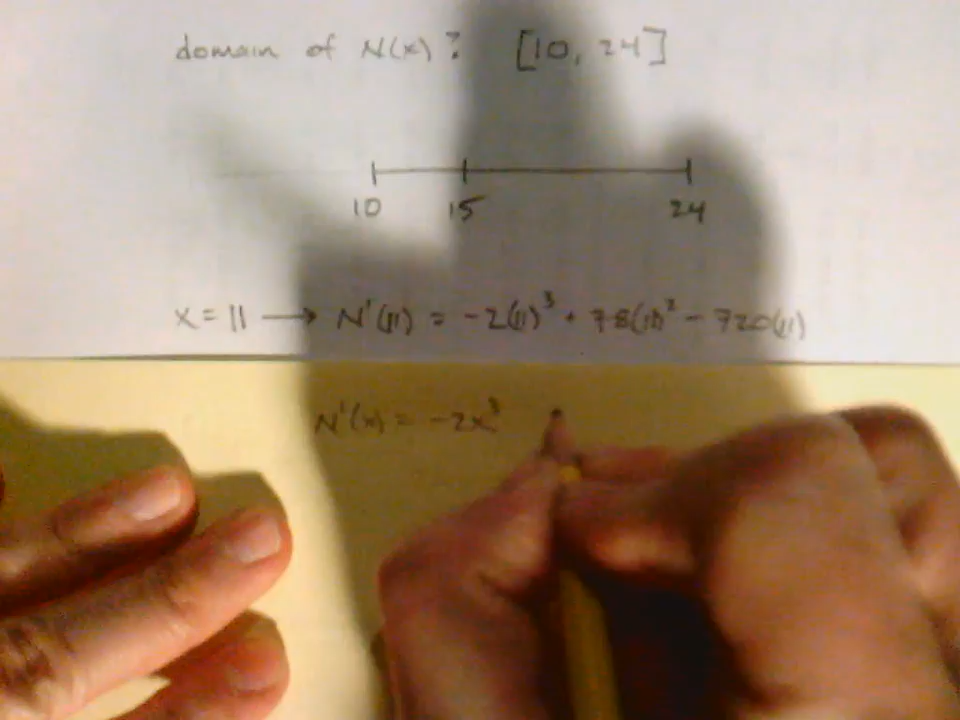 domain of N(x)? [10, 24]
10 15 24
x = 11 → N'(11) = -2(11)³ + 78(11)² - 720(11)
N'(x) = -2x³